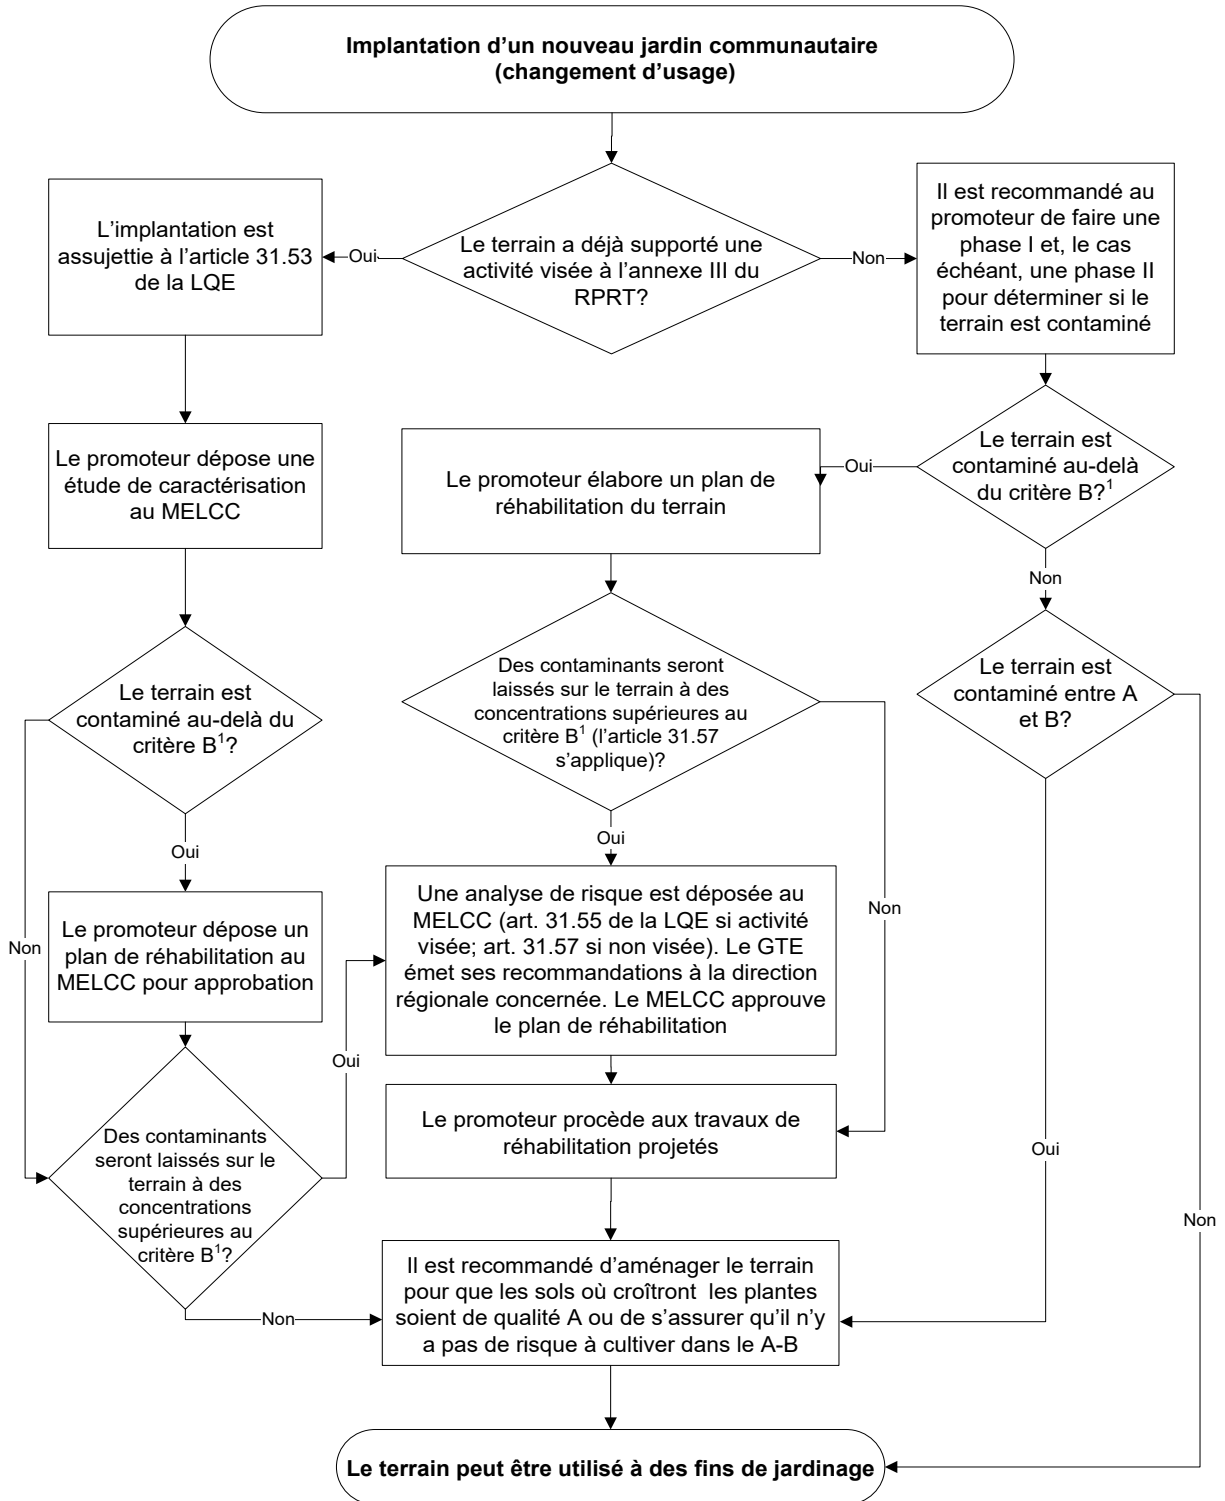 Implantation d’un nouveau jardin communautaire
(changement d’usage)
Le terrain a déjà supporté une
activité visée à l’annexe III du
RPRT?
Oui
Non
L’implantation est
assujettie à l’article 31.53
de la LQE
Il est recommandé au
promoteur de faire une
phase I et, le cas
échéant, une phase II
pour déterminer si le
terrain est contaminé
Le promoteur dépose une
étude de caractérisation
au MELCC
Le promoteur élabore un plan de
réhabilitation du terrain
Oui
Le terrain est
contaminé au-delà
du critère B?¹
Non
Le terrain est
contaminé au-delà du
critère B¹?
Des contaminants seront
laissés sur le terrain à des
concentrations supérieures au
critère B¹ (l’article 31.57
s’applique)?
Le terrain est
contaminé entre A
et B?
Oui
Oui
Non
Le promoteur dépose un
plan de réhabilitation au
MELCC pour approbation
Une analyse de risque est déposée au
MELCC (art. 31.55 de la LQE si activité
visée; art. 31.57 si non visée). Le GTE
émet ses recommandations à la direction
régionale concernée. Le MELCC approuve
le plan de réhabilitation
Non
Oui
Des contaminants
seront laissés sur le
terrain à des
concentrations
supérieures au
critère B¹?
Le promoteur procède aux travaux de
réhabilitation projetés
Oui
Non
Non
Il est recommandé d’aménager le terrain
pour que les sols où croîtront les plantes
soient de qualité A ou de s’assurer qu’il n’y
a pas de risque à cultiver dans le A-B
Le terrain peut être utilisé à des fins de jardinage